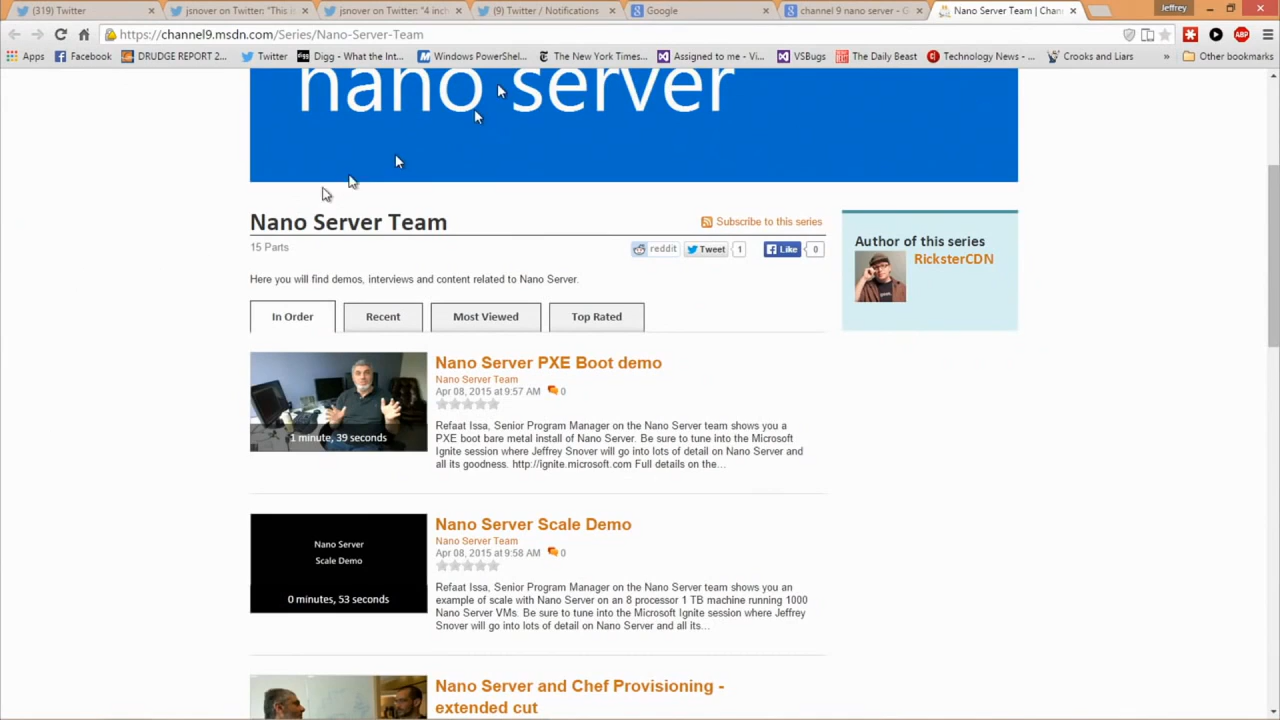 (319) Twitter
jsnover on Twitter: "This i
jsnover on Twitter: "4 inch
(9) Twitter / Notifications
Google
channel 9 nano server - G
Nano Server Team | Chan
Jeffrey
https://channel9.msdn.com/Series/Nano-Server-Team
Apps
Facebook
DRUDGE REPORT 2...
Twitter
Digg - What the Int...
Windows PowerShel...
The New York Times...
Assigned to me - Vi...
VSBugs
The Daily Beast
Technology News - ...
Crooks and Liars
»
Other bookmarks
nano server
Nano Server Team
Subscribe to this series
15 Parts
reddit
Tweet
1
Like
0
Here you will find demos, interviews and content related to Nano Server.
In Order
Recent
Most Viewed
Top Rated
Author of this series
RicksterCDN
Nano Server PXE Boot demo
Nano Server Team
Apr 08, 2015 at 9:57 AM 0
Refaat Issa, Senior Program Manager on the Nano Server team shows you a
PXE boot bare metal install of Nano Server. Be sure to tune into the Microsoft
Ignite session where Jeffrey Snover will go into lots of detail on Nano Server and
all its goodness. http://ignite.microsoft.com Full details on the...
1 minute, 39 seconds
Nano Server Scale Demo
Nano Server Team
Apr 08, 2015 at 9:58 AM 0
Refaat Issa, Senior Program Manager on the Nano Server team shows you an
example of scale with Nano Server on an 8 processor 1 TB machine running 1000
Nano Server VMs. Be sure to tune into the Microsoft Ignite session where Jeffrey
Snover will go into lots of detail on Nano Server and all its...
Nano Server
Scale Demo
0 minutes, 53 seconds
Nano Server and Chef Provisioning -
extended cut